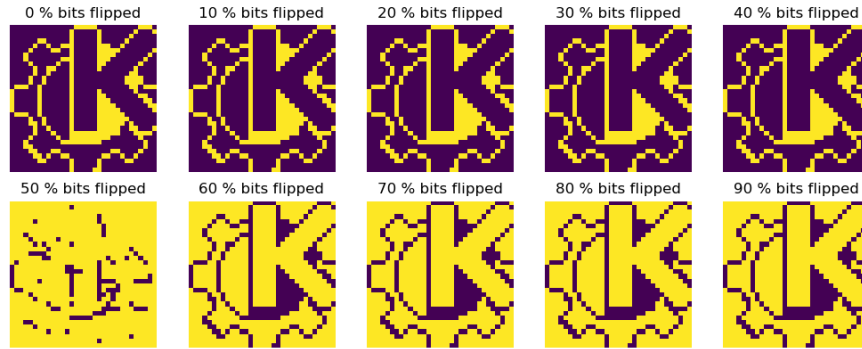 0 % bits flipped
10 % bits flipped
20 % bits flipped
30 % bits flipped
40 % bits flipped
K
K
K
K
K
50 % bits flipped
60 % bits flipped
70 % bits flipped
80 % bits flipped
90 % bits flipped
K
K
K
K